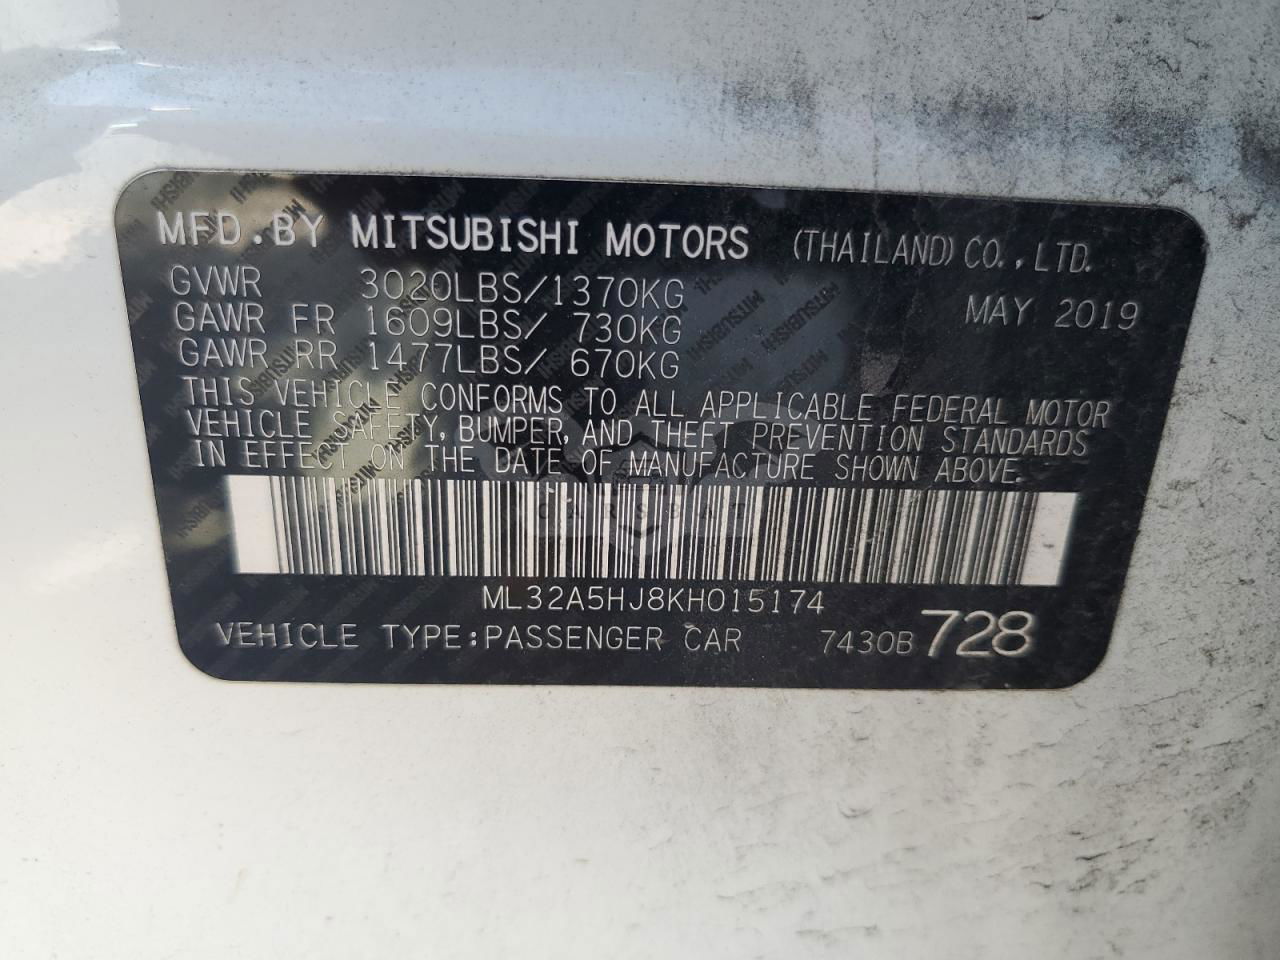 MFD.BY MITSUBISHI MOTORS (THAILAND) CO.,LTD.
GVWR 3020LBS/1370KG MAY 2019
GAWR FR 1609LBS/ 730KG
GAWR RR 1477LBS/ 670KG
THIS VEHICLE CONFORMS TO ALL APPLICABLE FEDERAL MOTOR
VEHICLE SAFETY, BUMPER, AND THEFT PREVENTION STANDARDS
IN EFFECT ON THE DATE OF MANUFACTURE SHOWN ABOVE.
CARSBAT
ML32A5HJ8KH015174
VEHICLE TYPE:PASSENGER CAR 7430B 728